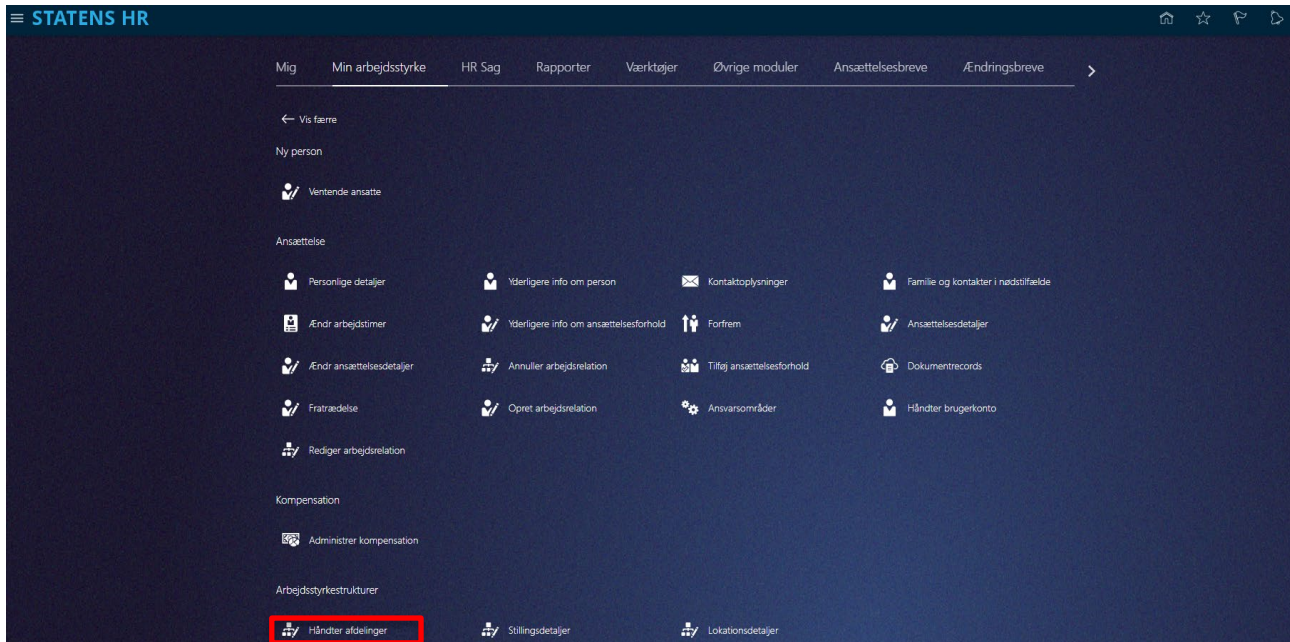 STATENS HR
Mig Min arbejdsstyrke HR Sag Rapporter Værktøjer Øvrige moduler Ansættelsesbreve Ændringsbreve
Vis færre
Ny person
Ventende ansatte
Ansættelse
Personlige detaljer Yderligere info om person Kontaktoplysninger Familie og kontakter i nødstilfælde
Ændr arbejdstimer Yderligere info om ansættelsesforhold Forfrem Ansættelsesdetaljer
Ændr ansættelsesdetaljer Annuller arbejdsrelation Tilføj ansættelsesforhold Dokumentrecords
Fratrædelse Opret arbejdsrelation Ansvarsområder Håndter brugerkonto
Rediger arbejdsrelation
Kompensation
Administrer kompensation
Arbejdsstyrkestrukturer
Håndter afdelinger Stillingsdetaljer Lokationsdetaljer